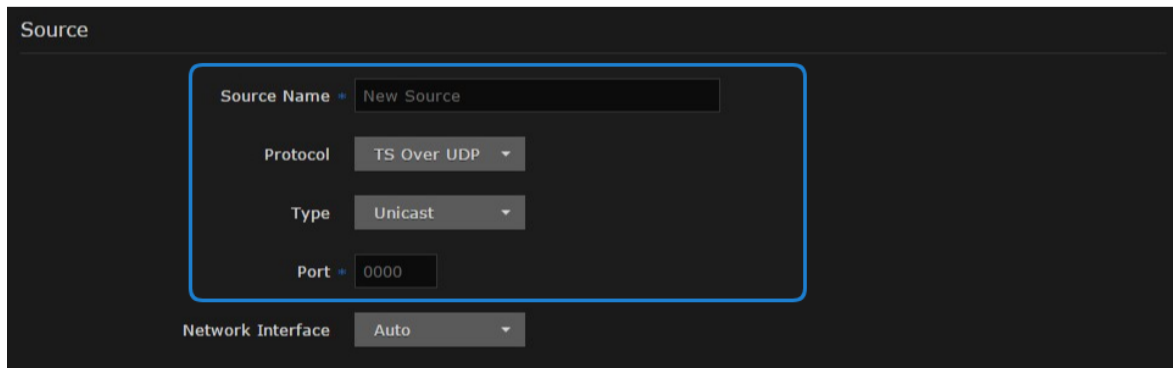 Source
Source Name * New Source
Protocol TS Over UDP
Type Unicast
Port * 0000
Network Interface Auto